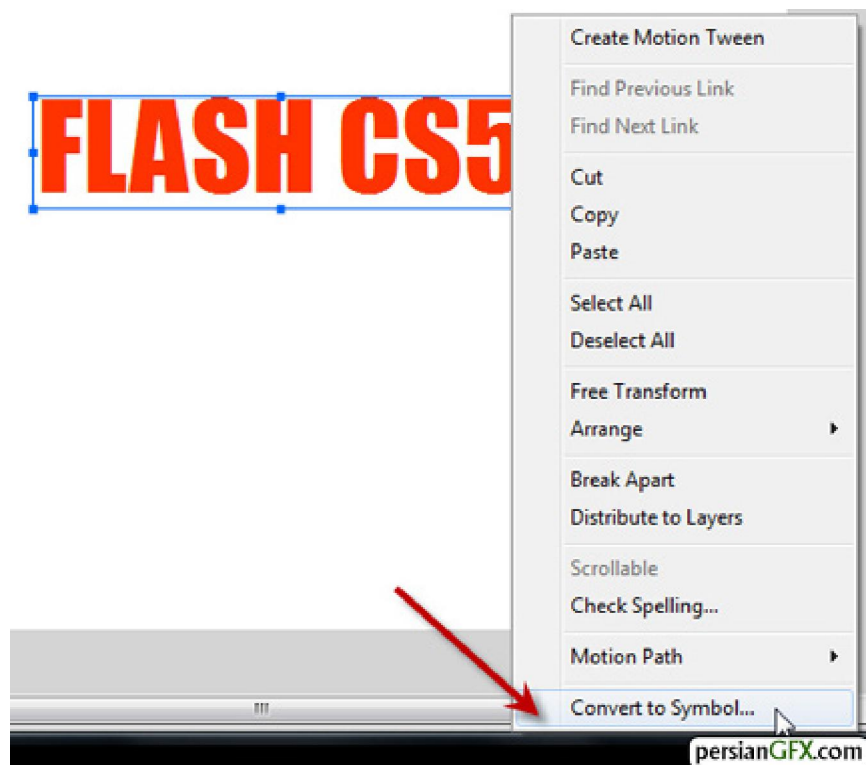 FLASH CS5
Create Motion Tween
Find Previous Link
Find Next Link
Cut
Copy
Paste
Select All
Deselect All
Free Transform
Arrange
Break Apart
Distribute to Layers
Scrollable
Check Spelling...
Motion Path
Convert to Symbol...
persianGFX.com